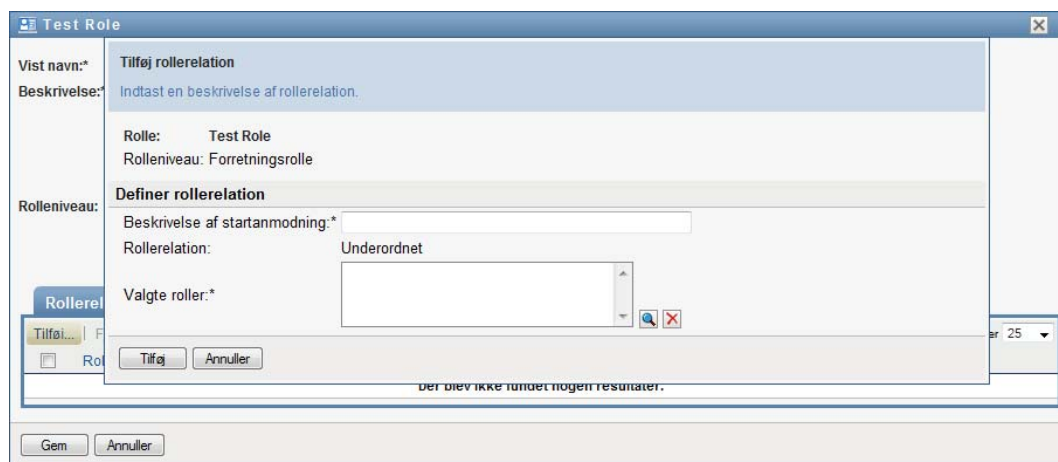 Test Role
Vist navn:*
Beskrivelse:*
Tilføj rollerelation
Indtast en beskrivelse af rollerelation.
Rolle: Test Role
Rolleniveau: Forretningsrolle
Rolleniveau:
Definer rollerelation
Beskrivelse af startanmodning:*
Rollerelation: Underordnet
Valgte roller:*
Tilføj... 25
Tilføj Annuller
Der blev ikke fundet nogen resultater.
Gem Annuller